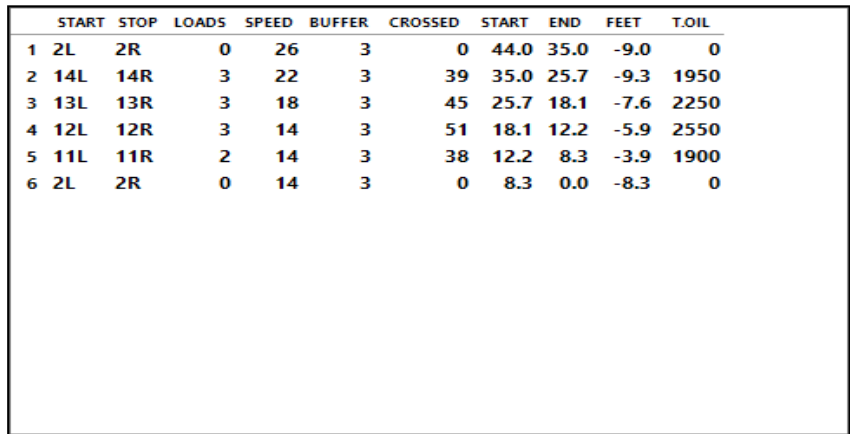 START STOP LOADS SPEED BUFFER CROSSED START END FEET T.OIL
1 2L 2R 0 26 3 0 44.0 35.0 -9.0 0
2 14L 14R 3 22 3 39 35.0 25.7 -9.3 1950
3 13L 13R 3 18 3 45 25.7 18.1 -7.6 2250
4 12L 12R 3 14 3 51 18.1 12.2 -5.9 2550
5 11L 11R 2 14 3 38 12.2 8.3 -3.9 1900
6 2L 2R 0 14 3 0 8.3 0.0 -8.3 0